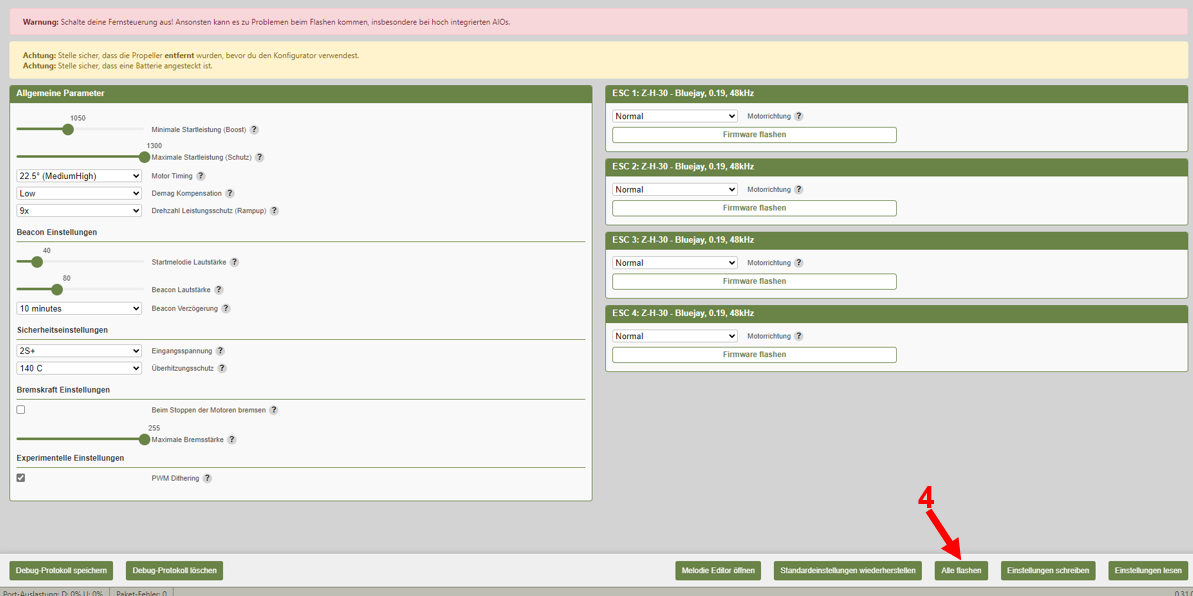 Warnung: Schalte deine Fernsteuerung aus! Ansonsten kann es zu Problemen beim Flashen kommen, insbesondere bei hoch integrierten AIOs.
Achtung: Stelle sicher, dass die Propeller entfernt wurden, bevor du den Konfigurator verwendest.
Achtung: Stelle sicher, dass eine Batterie angesteckt ist.
Allgemeine Parameter
1050
Minimale Startleistung (Boost) ?
1300
Maximale Startleistung (Schutz) ?
22.5° (MediumHigh) Motor Timing ?
Low Demag Kompensation ?
9x Drehzahl Leistungsschutz (Rampup) ?
Beacon Einstellungen
40
Startmelodie Lautstärke ?
80
Beacon Lautstärke ?
10 minutes Beacon Verzögerung ?
Sicherheitseinstellungen
2S+ Eingangsspannung ?
140 C Überhitzungsschutz ?
Bremskraft Einstellungen
Beim Stoppen der Motoren bremsen ?
255
Maximale Bremsstärke ?
Experimentelle Einstellungen
PWM Dithering ?
ESC 1: Z-H-30 - Bluejay, 0.19, 48kHz
Normal Motorrichtung ?
Firmware flashen
ESC 2: Z-H-30 - Bluejay, 0.19, 48kHz
Normal Motorrichtung ?
Firmware flashen
ESC 3: Z-H-30 - Bluejay, 0.19, 48kHz
Normal Motorrichtung ?
Firmware flashen
ESC 4: Z-H-30 - Bluejay, 0.19, 48kHz
Normal Motorrichtung ?
Firmware flashen
4
Debug-Protokoll speichern Debug-Protokoll löschen Melodie Editor öffnen Standardeinstellungen wiederherstellen Alle flashen Einstellungen schreiben Einstellungen lesen
Port-Auslastung: D: 0% U: 0% Paket-Fehler: 0